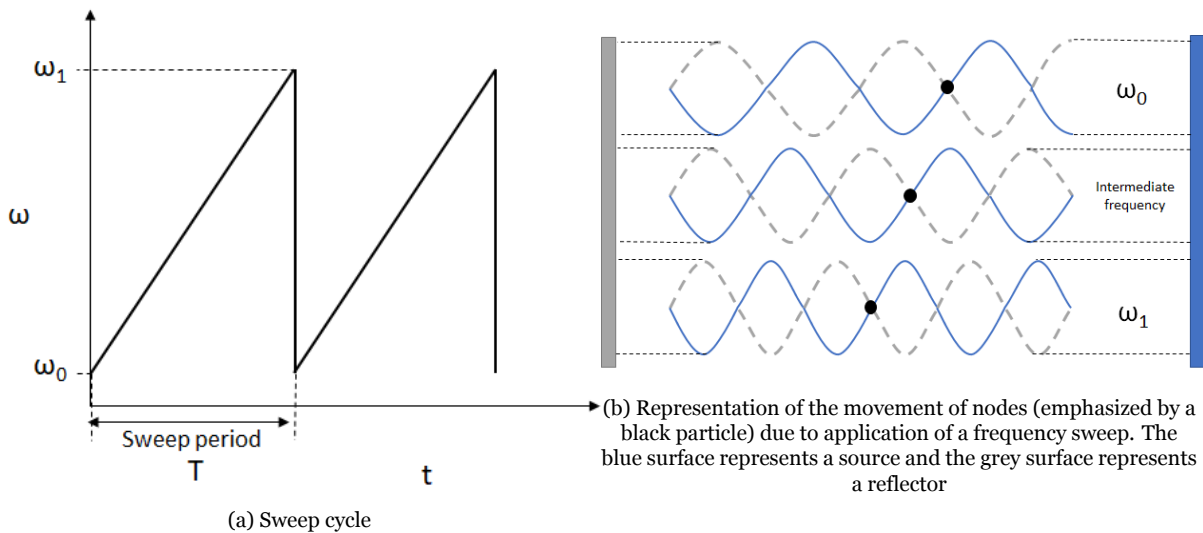 ω₁
ω
ω₀
Sweep period
T
t
(a) Sweep cycle
ω₀
Intermediate
frequency
ω₁
(b) Representation of the movement of nodes (emphasized by a
black particle) due to application of a frequency sweep. The
blue surface represents a source and the grey surface represents
a reflector